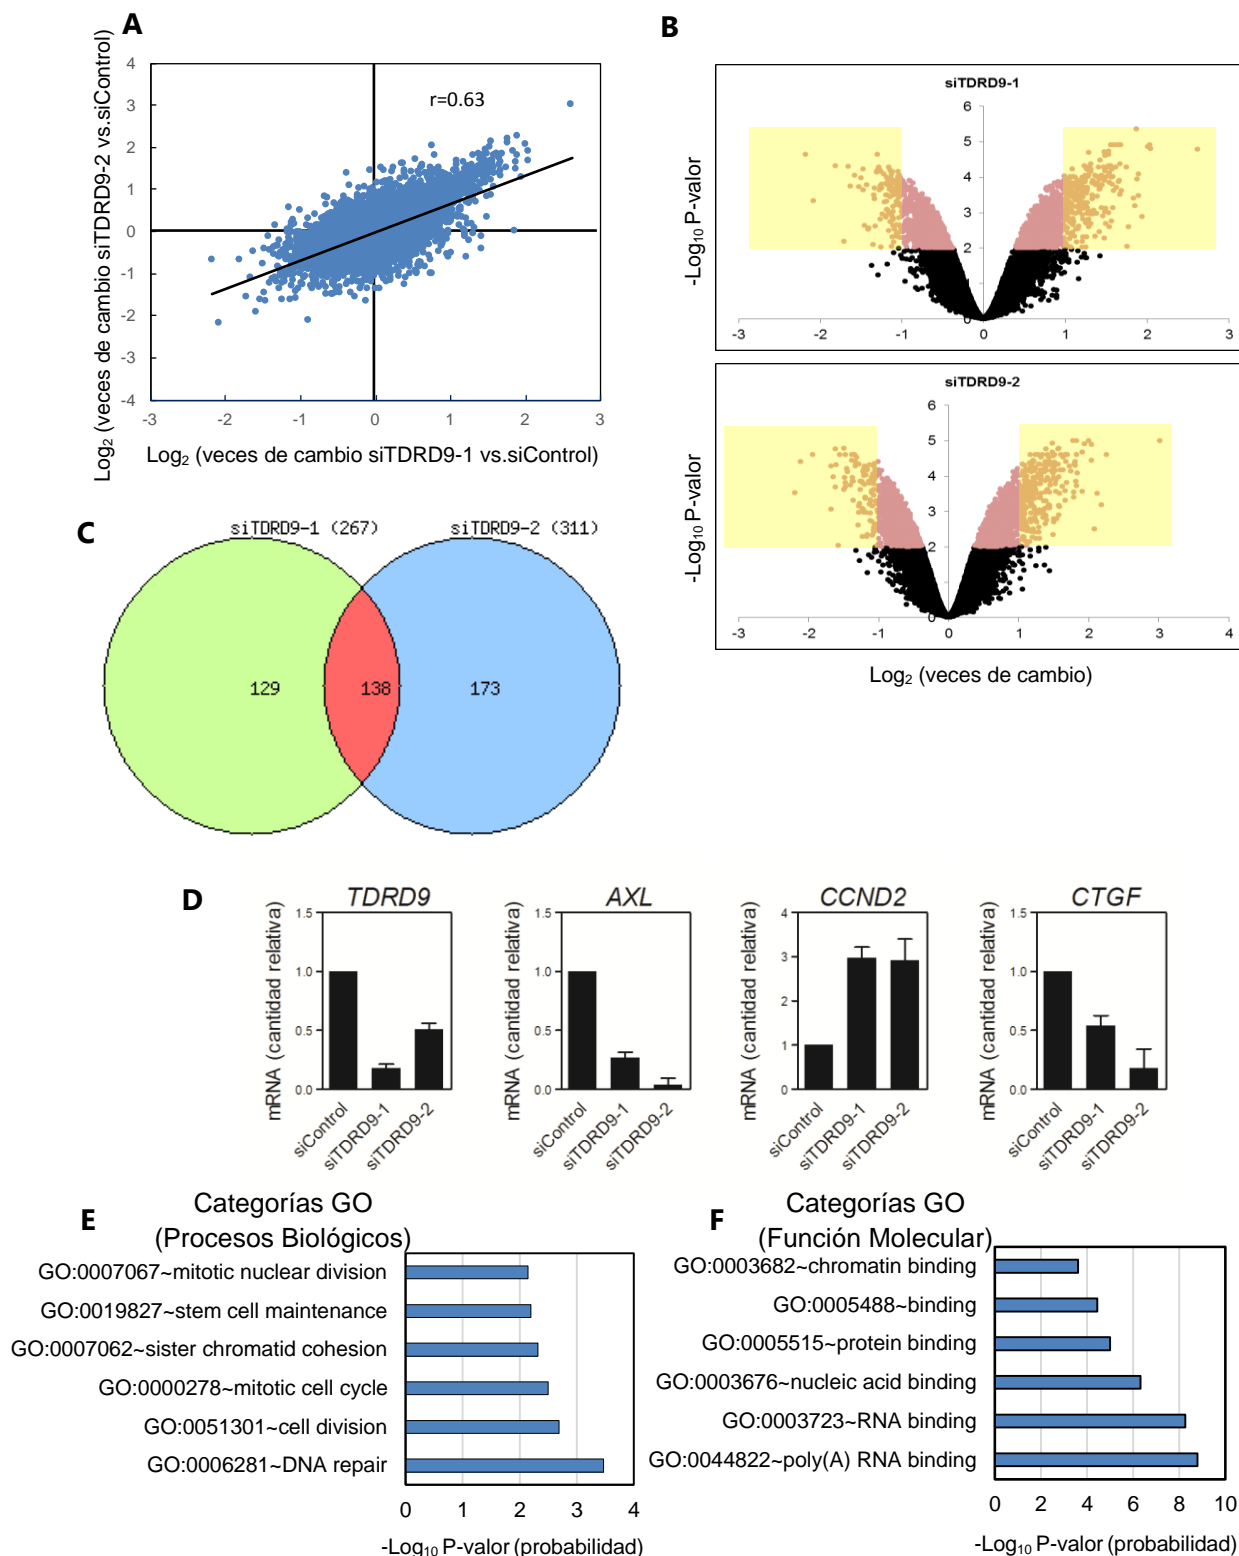 A
Log₂ (veces de cambio siTDRD9-2 vs.siControl)
4
3
2
1
0
-1
-2
-3
-4
r=0.63
-3
-2
-1
0
1
2
3
Log₂ (veces de cambio siTDRD9-1 vs.siControl)
B
siTDRD9-1
-Log₁₀ P-valor
6
5
4
3
2
1
0
-3
-2
-1
0
1
2
3
siTDRD9-2
-Log₁₀ P-valor
6
5
4
3
2
1
0
-3
-2
-1
0
1
2
3
4
Log₂ (veces de cambio)
C
siTDRD9-1 (267)
siTDRD9-2 (311)
129
138
173
D
TDRD9
mRNA (cantidad relativa)
1.5
1.0
0.5
0.0
siControl
siTDRD9-1
siTDRD9-2
AXL
mRNA (cantidad relativa)
1.5
1.0
0.5
0.0
siControl
siTDRD9-1
siTDRD9-2
CCND2
mRNA (cantidad relativa)
4
3
2
1
0
siControl
siTDRD9-1
siTDRD9-2
CTGF
mRNA (cantidad relativa)
1.5
1.0
0.5
0.0
siControl
siTDRD9-1
siTDRD9-2
E
Categorías GO
(Procesos Biológicos)
GO:0007067~mitotic nuclear division
GO:0019827~stem cell maintenance
GO:0007062~sister chromatid cohesion
GO:0000278~mitotic cell cycle
GO:0051301~cell division
GO:0006281~DNA repair
0
1
2
3
4
-Log₁₀ P-valor (probabilidad)
F
Categorías GO
(Función Molecular)
GO:0003682~chromatin binding
GO:0005488~binding
GO:0005515~protein binding
GO:0003676~nucleic acid binding
GO:0003723~RNA binding
GO:0044822~poly(A) RNA binding
0
2
4
6
8
10
-Log₁₀ P-valor (probabilidad)